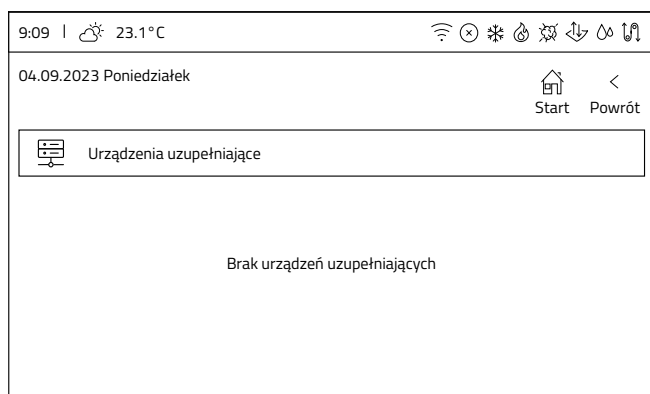 9:09 | 23.1°C
04.09.2023 Poniedziałek
Start Powrót
Urządzenia uzupełniające
Brak urządzeń uzupełniających